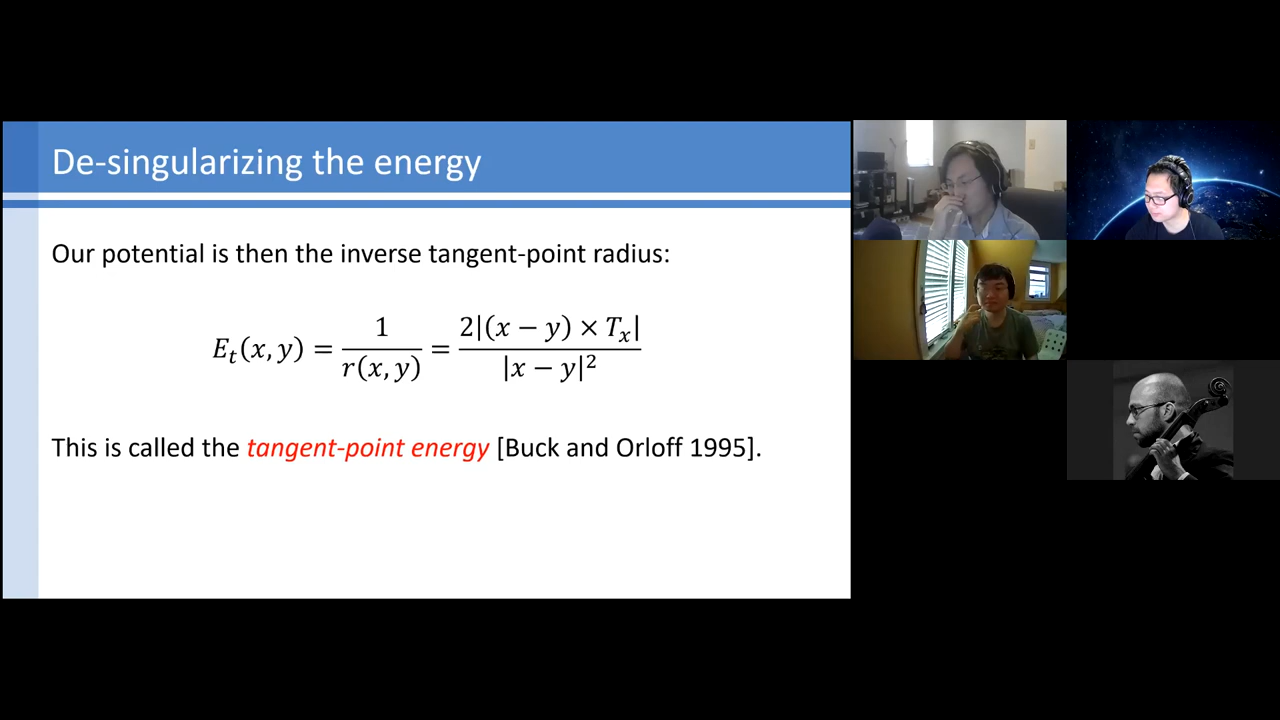 De-singularizing the energy
Our potential is then the inverse tangent-point radius:
E_t(x, y) = 1 / r(x, y) = 2|(x − y) × T_x| / |x − y|²
This is called the tangent-point energy [Buck and Orloff 1995].